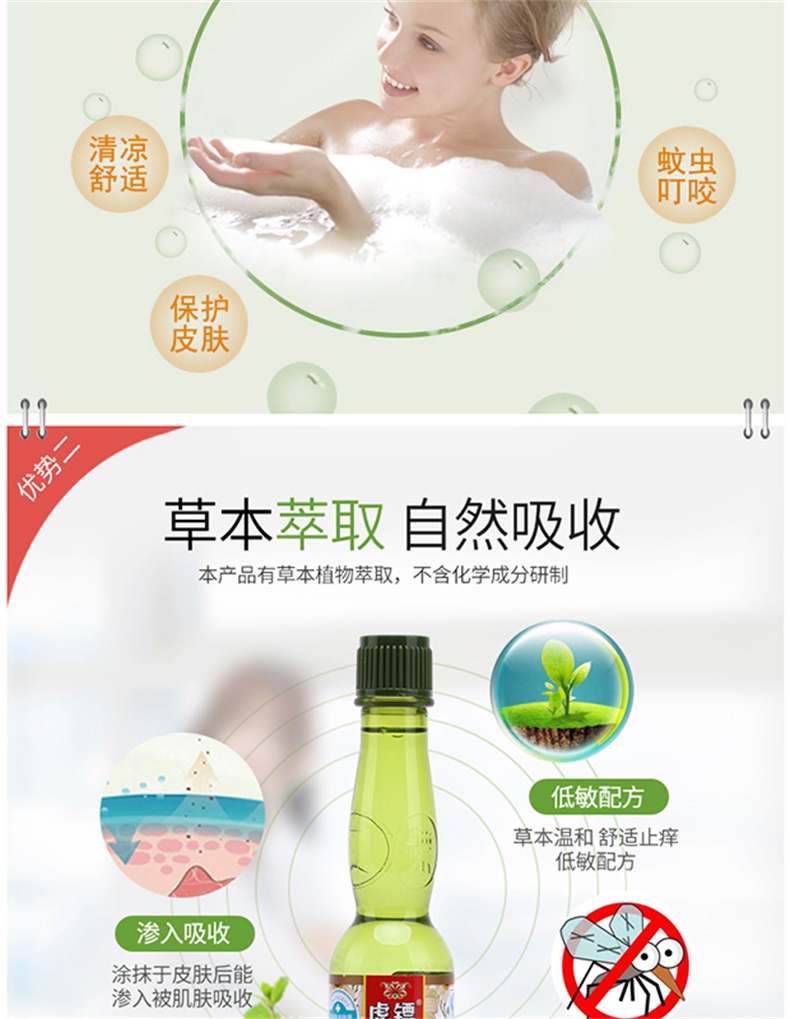 清凉
舒适
蚊虫
叮咬
保护
皮肤
优势二
草本萃取 自然吸收
本产品有草本植物萃取，不含化学成分研制
低敏配方
草本温和 舒适止痒
低敏配方
渗入吸收
涂抹于皮肤后能
渗入被肌肤吸收
虎镖